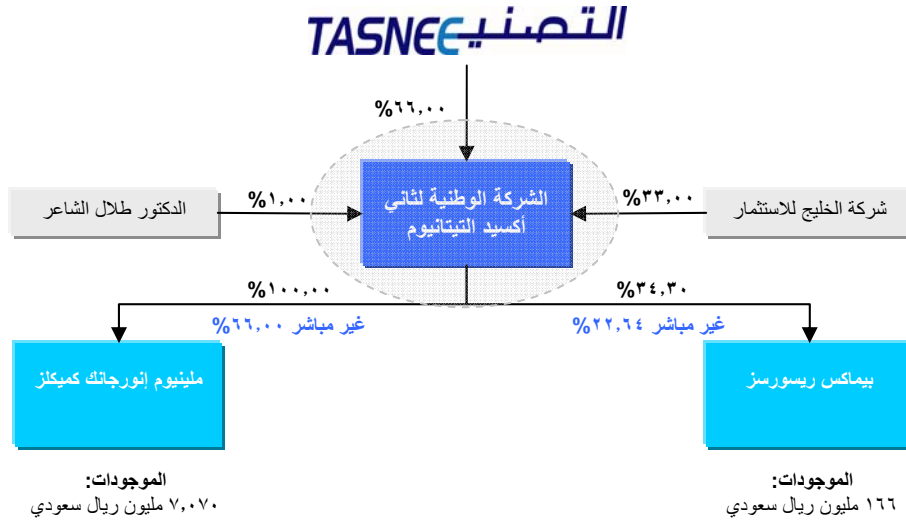 التصنيع TASNEE
%٦٦,٠٠
الدكتور طلال الشاعر
%١,٠٠
الشركة الوطنية لثاني
أكسيد التيتانيوم
%٣٣,٠٠
شركة الخليج للاستثمار
%١٠٠,٠٠
%٣٤,٣٠
غير مباشر ٦٦,٠٠%
غير مباشر ٢٢,٦٤%
ملينيوم إنورجانك كميكلز
بيماكس ريسورسز
الموجودات:
٧,٠٧٠ مليون ريال سعودي
الموجودات:
١٦٦ مليون ريال سعودي